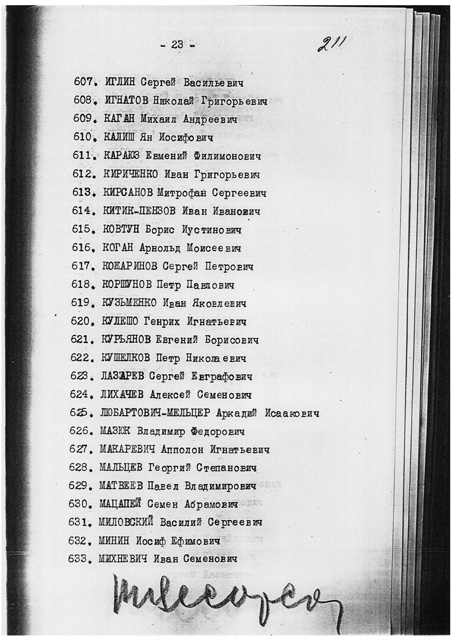 - 23 -
211
607. ИГЛИН Сергей Васильевич
608. ИГНАТОВ Николай Григорьевич
609. КАГАН Михаил Андреевич
610. КАЛИШ Ян Иосифович
611. КАРАЮЗ Евмений Филимонович
612. КИРИЧЕНКО Иван Григорьевич
613. КИРСАНОВ Митрофан Сергеевич
614. КИТИК-ПЕНЗОВ Иван Иванович
615. КОВТУН Борис Иустинович
616. КОГАН Арнольд Моисеевич
617. КОЖАРИНОВ Сергей Петрович
618. КОРШУНОВ Петр Павлович
619. КУЗЬМЕНКО Иван Яковлевич
620. КУЛЕШО Генрих Игнатьевич
621. КУРЬЯНОВ Евгений Борисович
622. КУШЕЛКОВ Петр Николаевич
623. ЛАЗАРЕВ Сергей Евграфович
624. ЛИХАЧЕВ Алексей Семенович
625. ЛЮБАРТОВИЧ-МЕЛЬЦЕР Аркадий Исаакович
626. МАЗЮК Владимир Федорович
627. МАКАРЕВИЧ Апполон Игнатьевич
628. МАЛЬЦЕВ Георгий Степанович
629. МАТВЕЕВ Павел Владимирович
630. МАЦАПЕЙ Семен Абрамович
631. МИЛОВСКИЙ Василий Сергеевич
632. МИНИН Иосиф Ефимович
633. МИХНЕВИЧ Иван Семенович